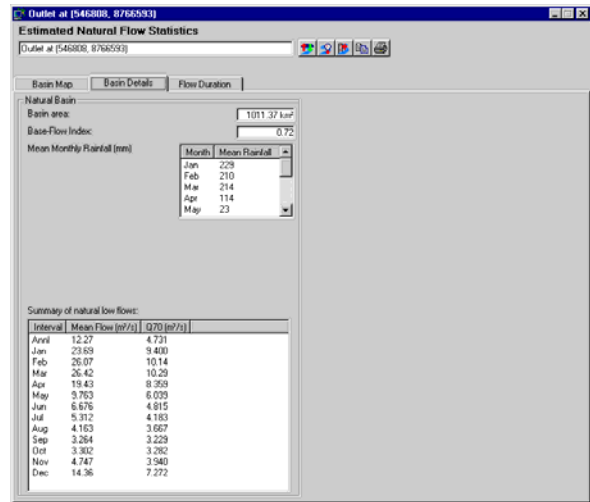 Outlet at (546808, 8766593)
Estimated Natural Flow Statistics
Outlet at (546808, 8766593)
Basin Map Basin Details Flow Duration
Natural Basin
Basin area: 1011.37 km²
Base-Flow Index: 0.72
Mean Monthly Rainfall (mm)
Month Mean Rainfall
Jan 229
Feb 210
Mar 214
Apr 114
May 23
Summary of natural low flows:
Interval Mean Flow (m³/s) Q70 (m³/s)
Annl 12.27 4.731
Jan 23.69 9.400
Feb 26.07 10.14
Mar 26.42 10.29
Apr 19.43 8.359
May 9.763 6.039
Jun 6.676 4.815
Jul 5.312 4.183
Aug 4.163 3.667
Sep 3.264 3.229
Oct 3.302 3.282
Nov 4.747 3.940
Dec 14.36 7.272